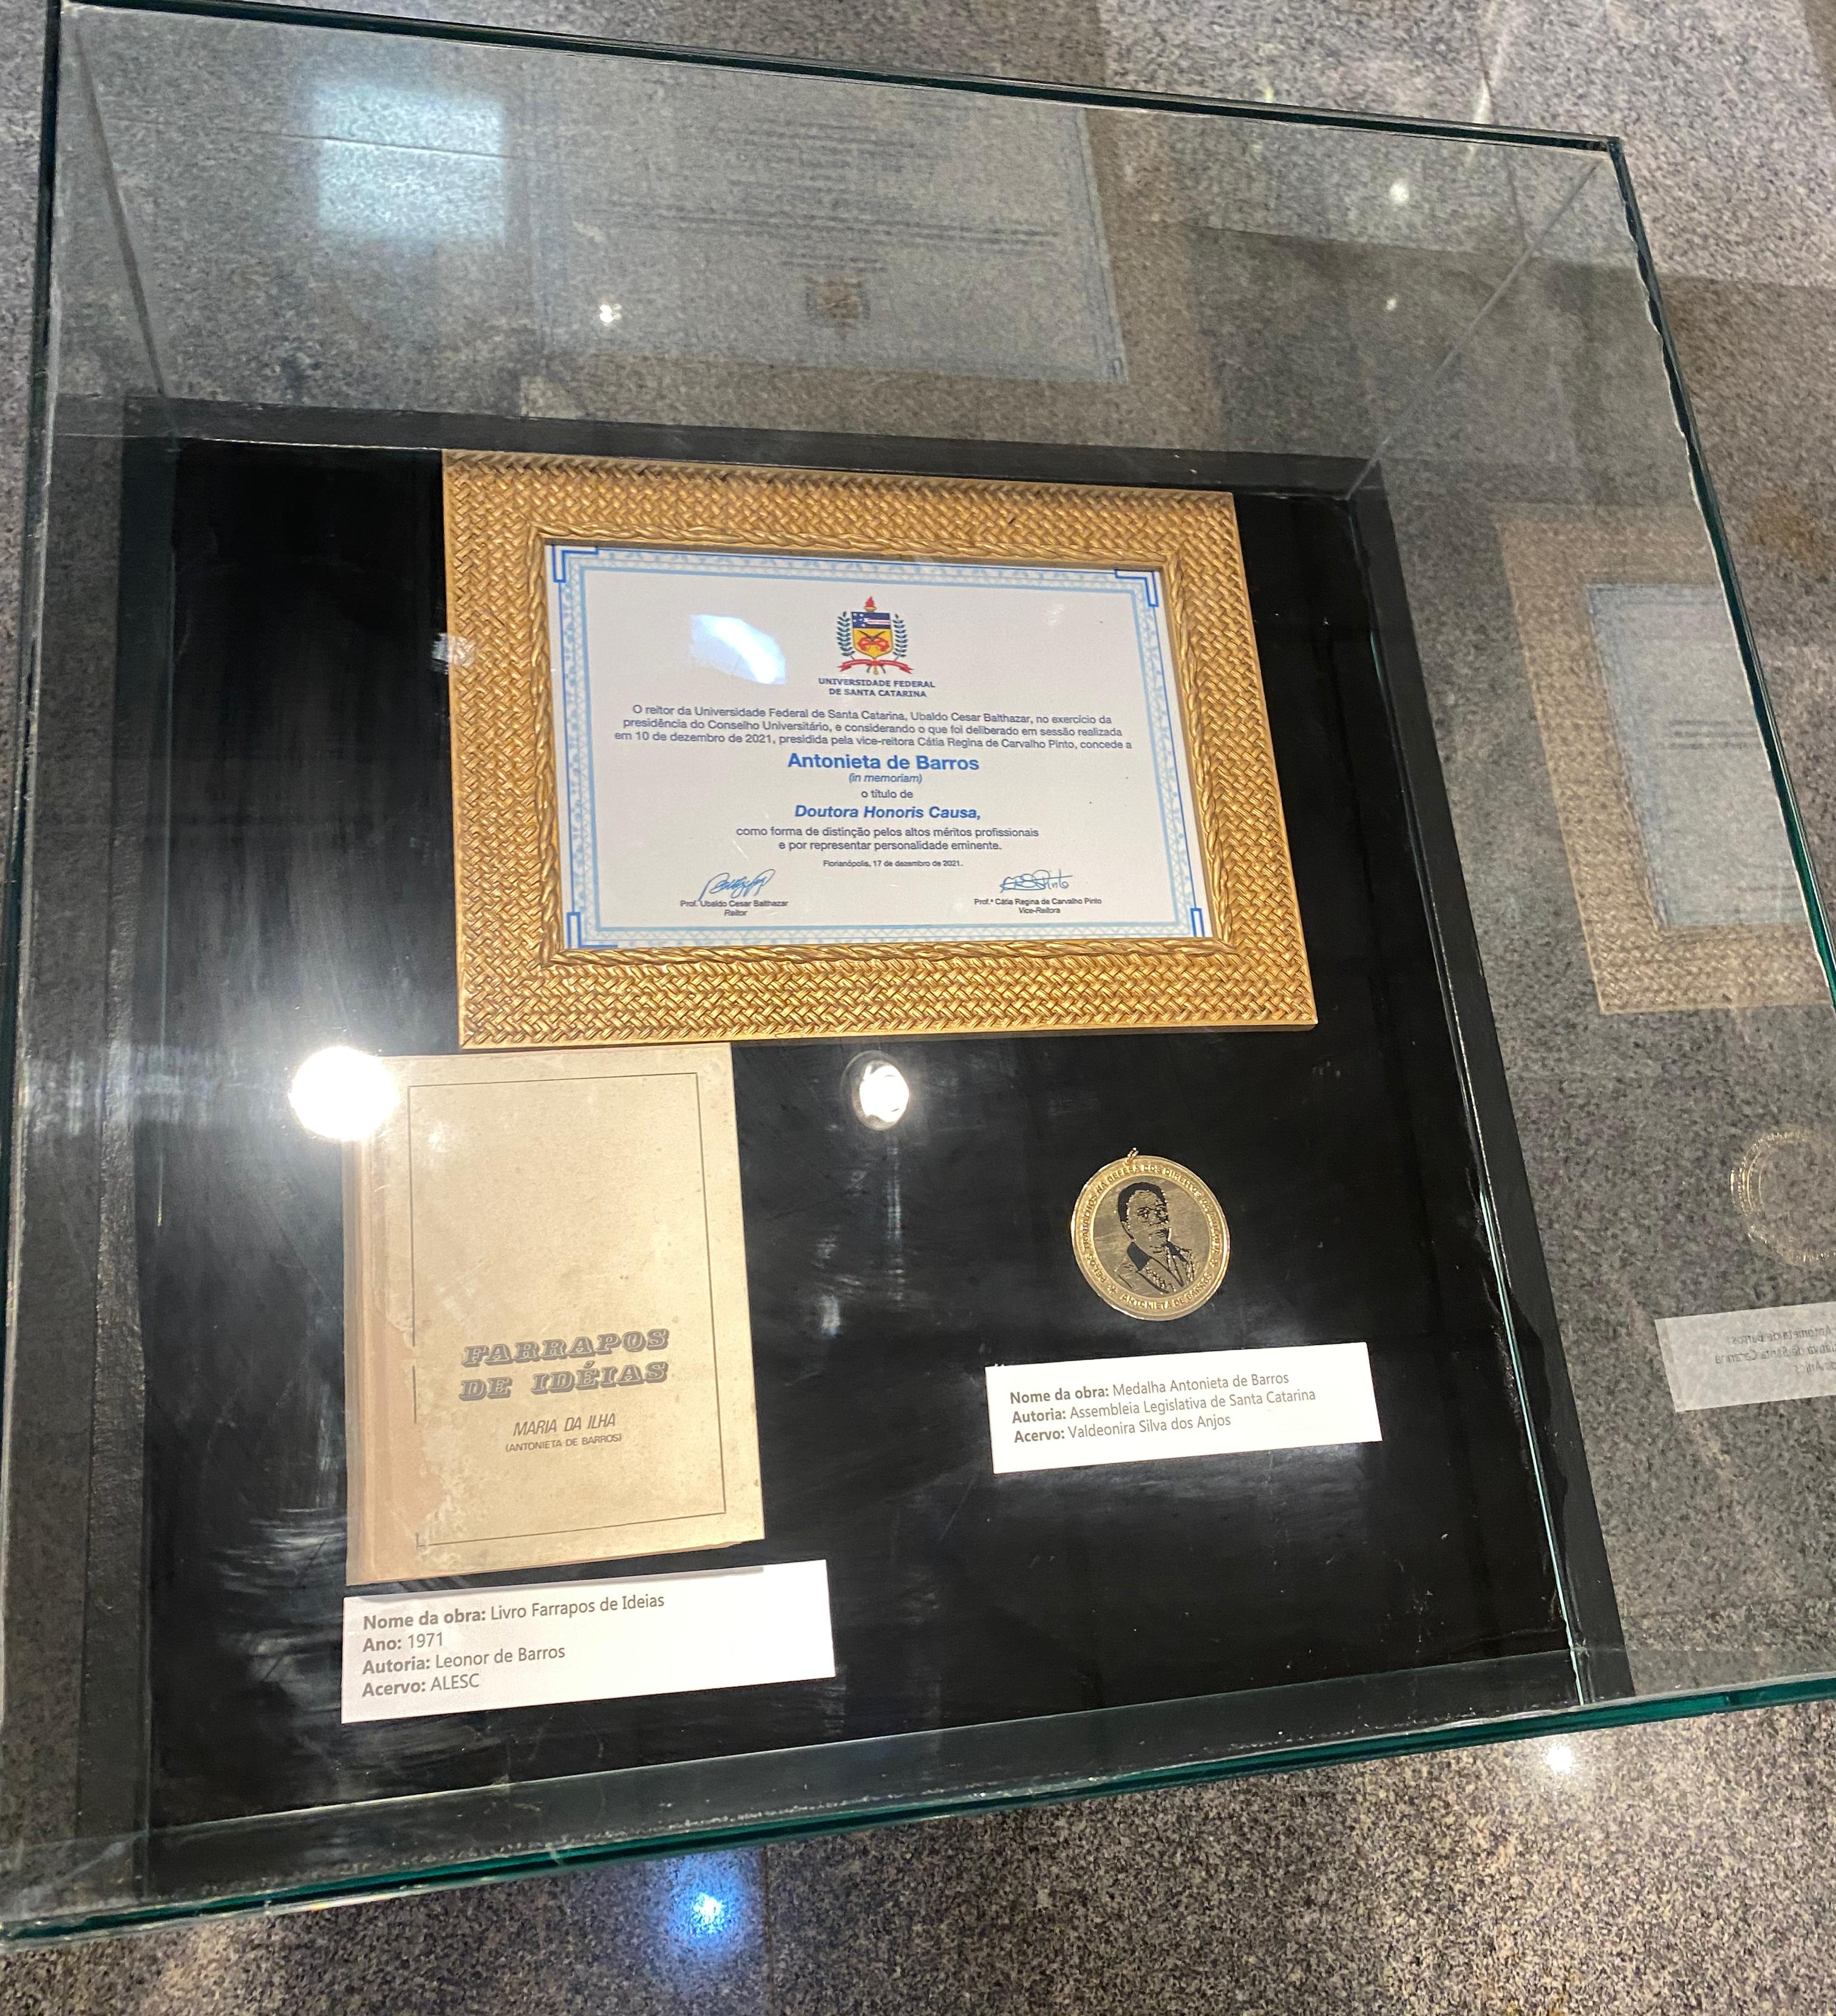 UNIVERSIDADE FEDERAL
DE SANTA CATARINA
O reitor da Universidade Federal de Santa Catarina, Ubaldo Cesar Balthazar, no exercício da
presidência do Conselho Universitário, e considerando o que foi deliberado em sessão realizada
em 10 de dezembro de 2021, presidida pela vice-reitora Cátia Regina de Carvalho Pinto, concede a
Antonieta de Barros
(in memoriam)
o título de
Doutora Honoris Causa,
como forma de distinção pelos altos méritos profissionais
e por representar personalidade eminente.
Florianópolis, 17 de dezembro de 2021.
Prof. Ubaldo Cesar Balthazar
Reitor
Prof.ª Cátia Regina de Carvalho Pinto
Vice-Reitora
FARRAPOS
DE IDÉIAS
MARIA DA ILHA
(ANTONIETA DE BARROS)
NA DEFESA DOS DIREITOS
ANTONIETA DE BARROS
Nome da obra: Medalha Antonieta de Barros
Autoria: Assembleia Legislativa de Santa Catarina
Acervo: Valdeonira Silva dos Anjos
Nome da obra: Livro Farrapos de Ideias
Ano: 1971
Autoria: Leonor de Barros
Acervo: ALESC